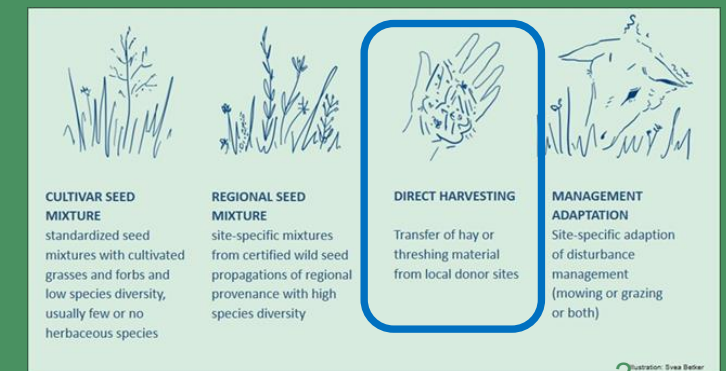 CULTIVAR SEED
MIXTURE
standardized seed
mixtures with cultivated
grasses and forbs and
low species diversity,
usually few or no
herbaceous species
REGIONAL SEED
MIXTURE
site-specific mixtures
from certified wild seed
propagations of regional
provenance with high
species diversity
DIRECT HARVESTING
Transfer of hay or
threshing material
from local donor sites
MANAGEMENT
ADAPTATION
Site-specific adaption
of disturbance
management
(mowing or grazing
or both)
Illustration: Svea Betker